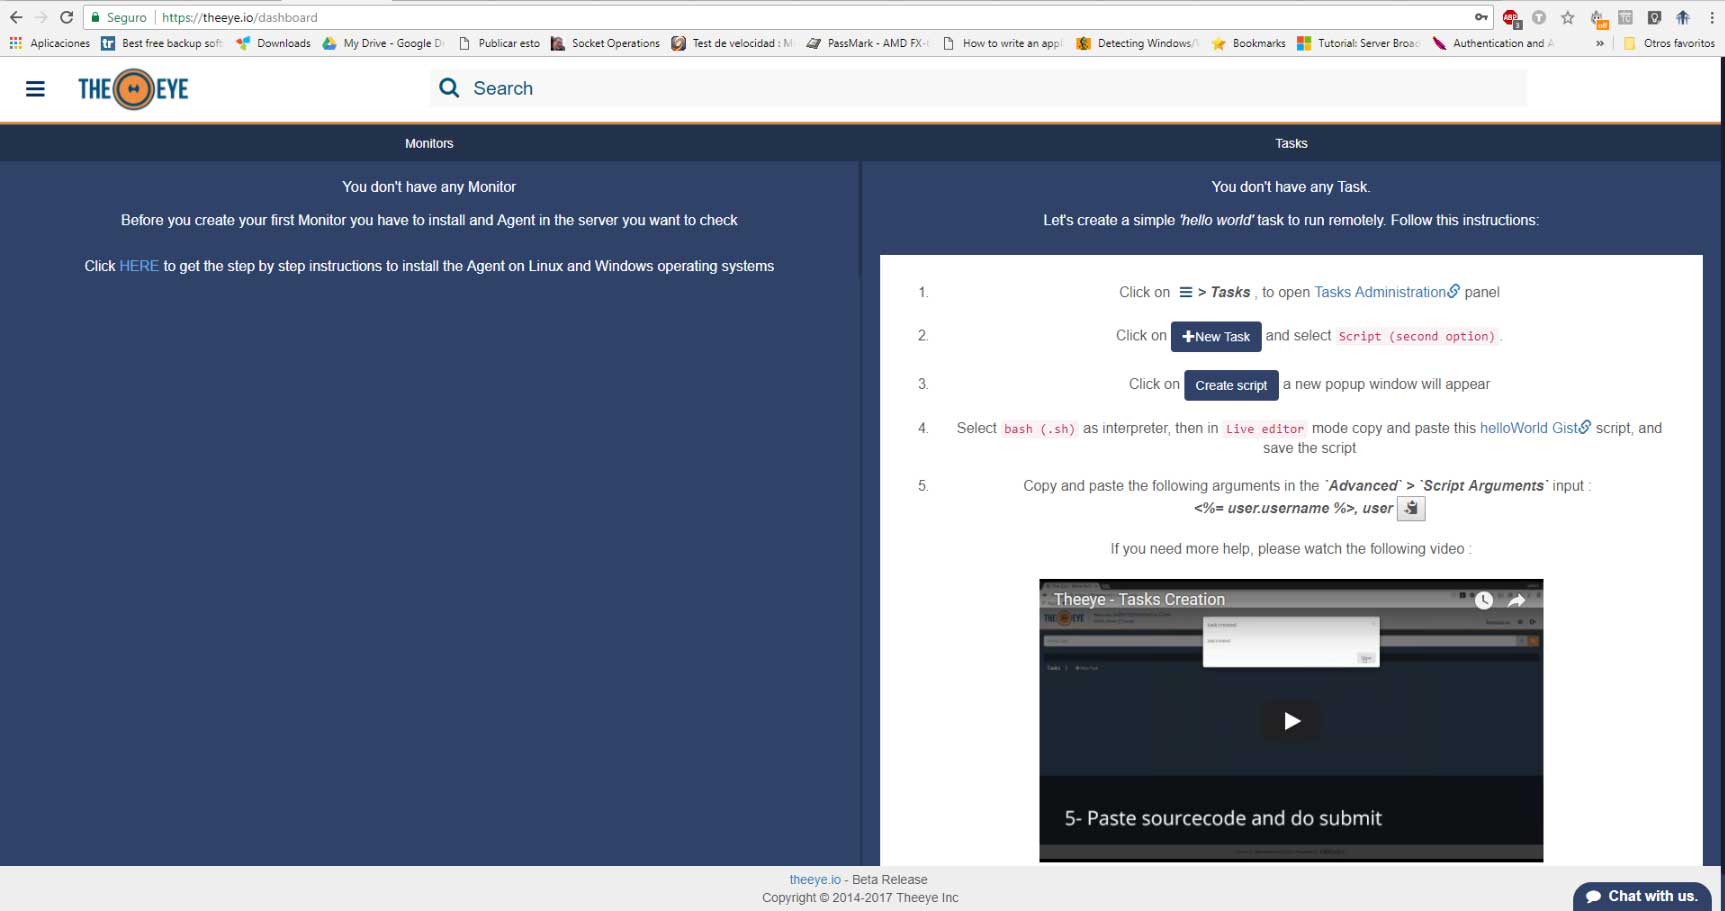 Seguro https://theeye.io/dashboard
ABP 3 T off TC
Aplicaciones tr Best free backup soft Downloads My Drive - Google D Publicar esto Socket Operations Test de velocidad : M PassMark - AMD FX- How to write an appl Detecting Windows/ Bookmarks Tutorial: Server Broad Authentication and A » Otros favoritos
THE EYE
Search
Monitors
Tasks
You don't have any Monitor
Before you create your first Monitor you have to install and Agent in the server you want to check
Click HERE to get the step by step instructions to install the Agent on Linux and Windows operating systems
You don't have any Task.
Let's create a simple 'hello world' task to run remotely. Follow this instructions:
1. Click on > Tasks , to open Tasks Administration panel
2. Click on New Task and select Script (second option) .
3. Click on Create script a new popup window will appear
4. Select bash (.sh) as interpreter, then in Live editor mode copy and paste this helloWorld Gist script, and
save the script
5. Copy and paste the following arguments in the `Advanced` > `Script Arguments` input :
<%= user.username %>, user
If you need more help, please watch the following video :
Theeye - Tasks Creation
THE EYE
5- Paste sourcecode and do submit
theeye.io - Beta Release
Copyright © 2014-2017 Theeye Inc
Chat with us.